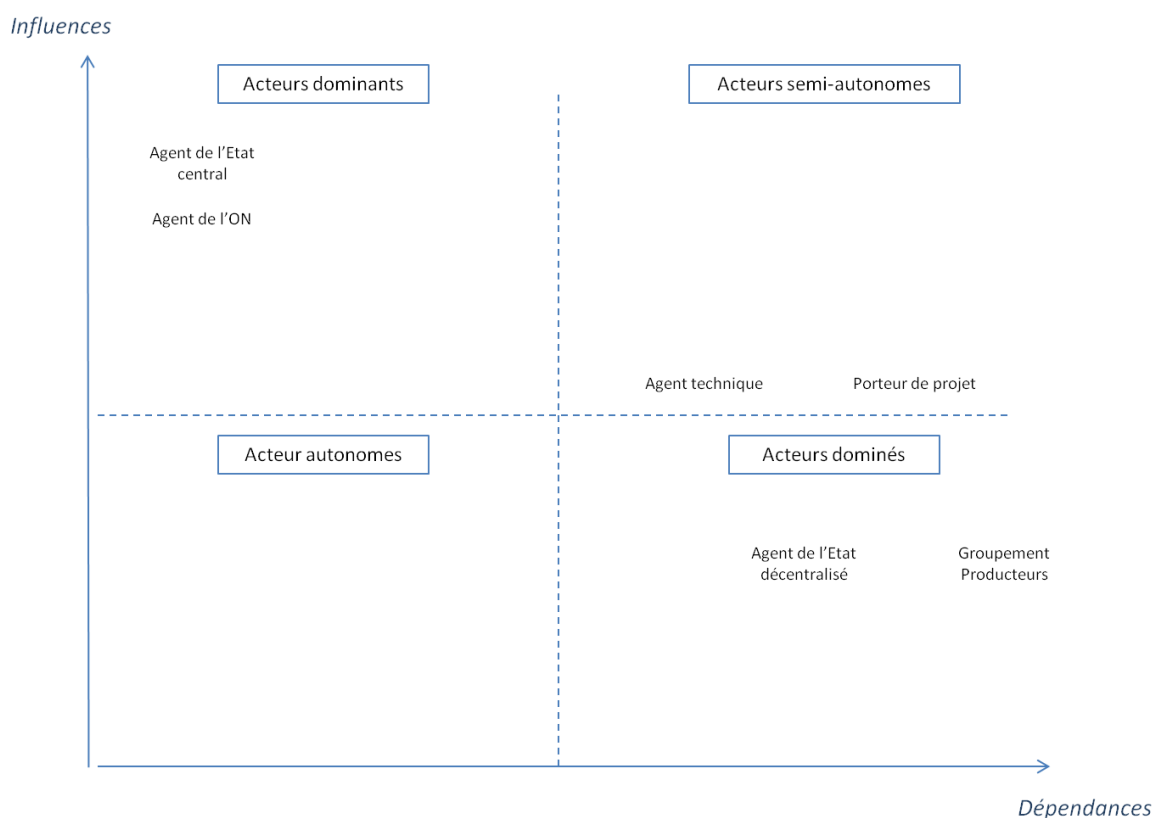 Influences
Acteurs dominants
Acteurs semi-autonomes
Agent de l’Etat
central
Agent de l’ON
Agent technique
Porteur de projet
Acteur autonomes
Acteurs dominés
Agent de l’Etat
décentralisé
Groupement
Producteurs
Dépendances